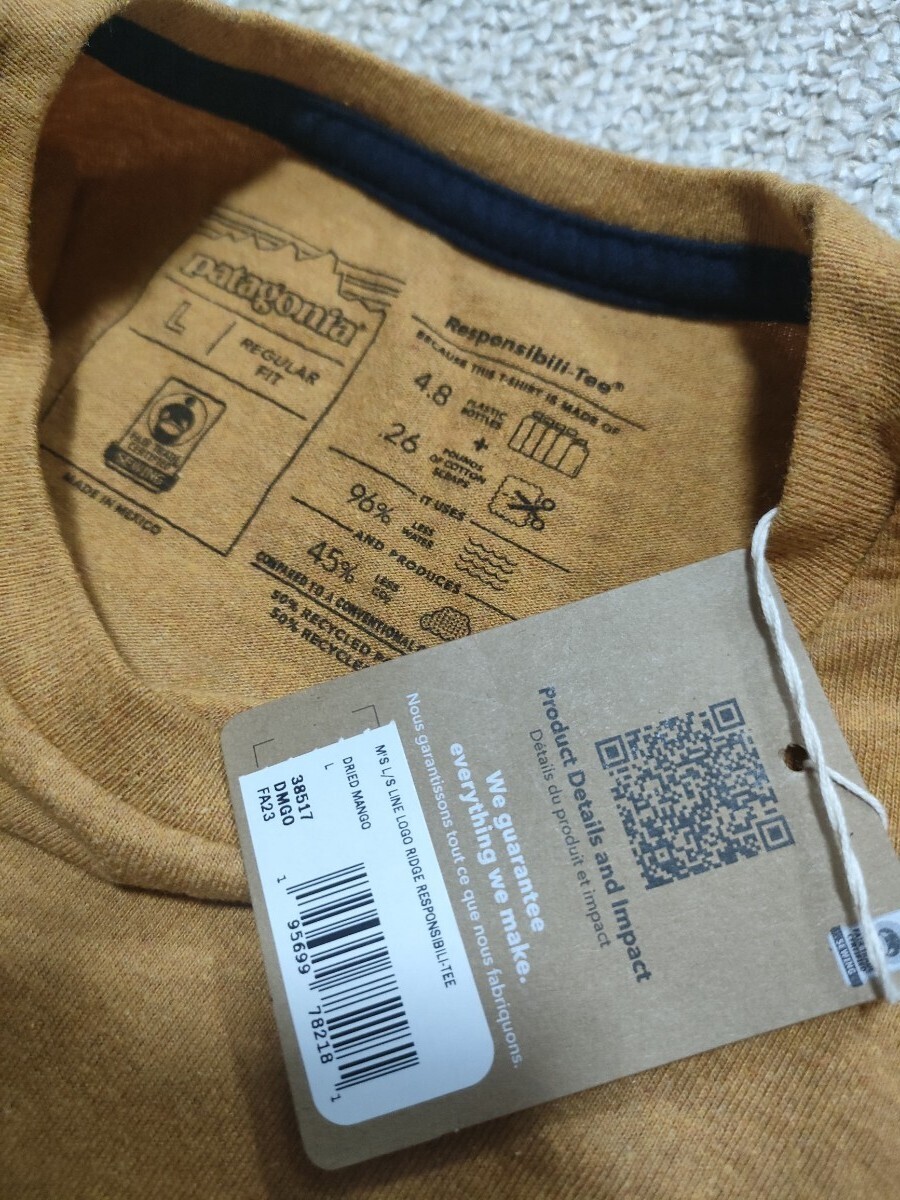 patagonia®
L
REGULAR
FIT
FAIR TRADE
CERTIFIED
SEWING
MADE IN MEXICO
Responsibili-Tee®
BECAUSE THIS T-SHIRT IS MADE OF
4.8 PLASTIC
BOTTLES
+
.26 POUNDS
OF COTTON
SCRAPS
IT USES
96% LESS
WATER
AND PRODUCES
45% LESS
CO2
COMPARED TO A CONVENTIONAL
50% RECYCLED
50% RECYCLE
Product Details and Impact
Détails du produit et impact
We guarantee
everything we make.
Nous garantissons tout ce que nous fabriquons.
M'S L/S LINE LOGO RIDGE RESPONSIBILI-TEE
DRIED MANGO
L
38517
DMGO
FA23
1 95699 78218 1
SEWING